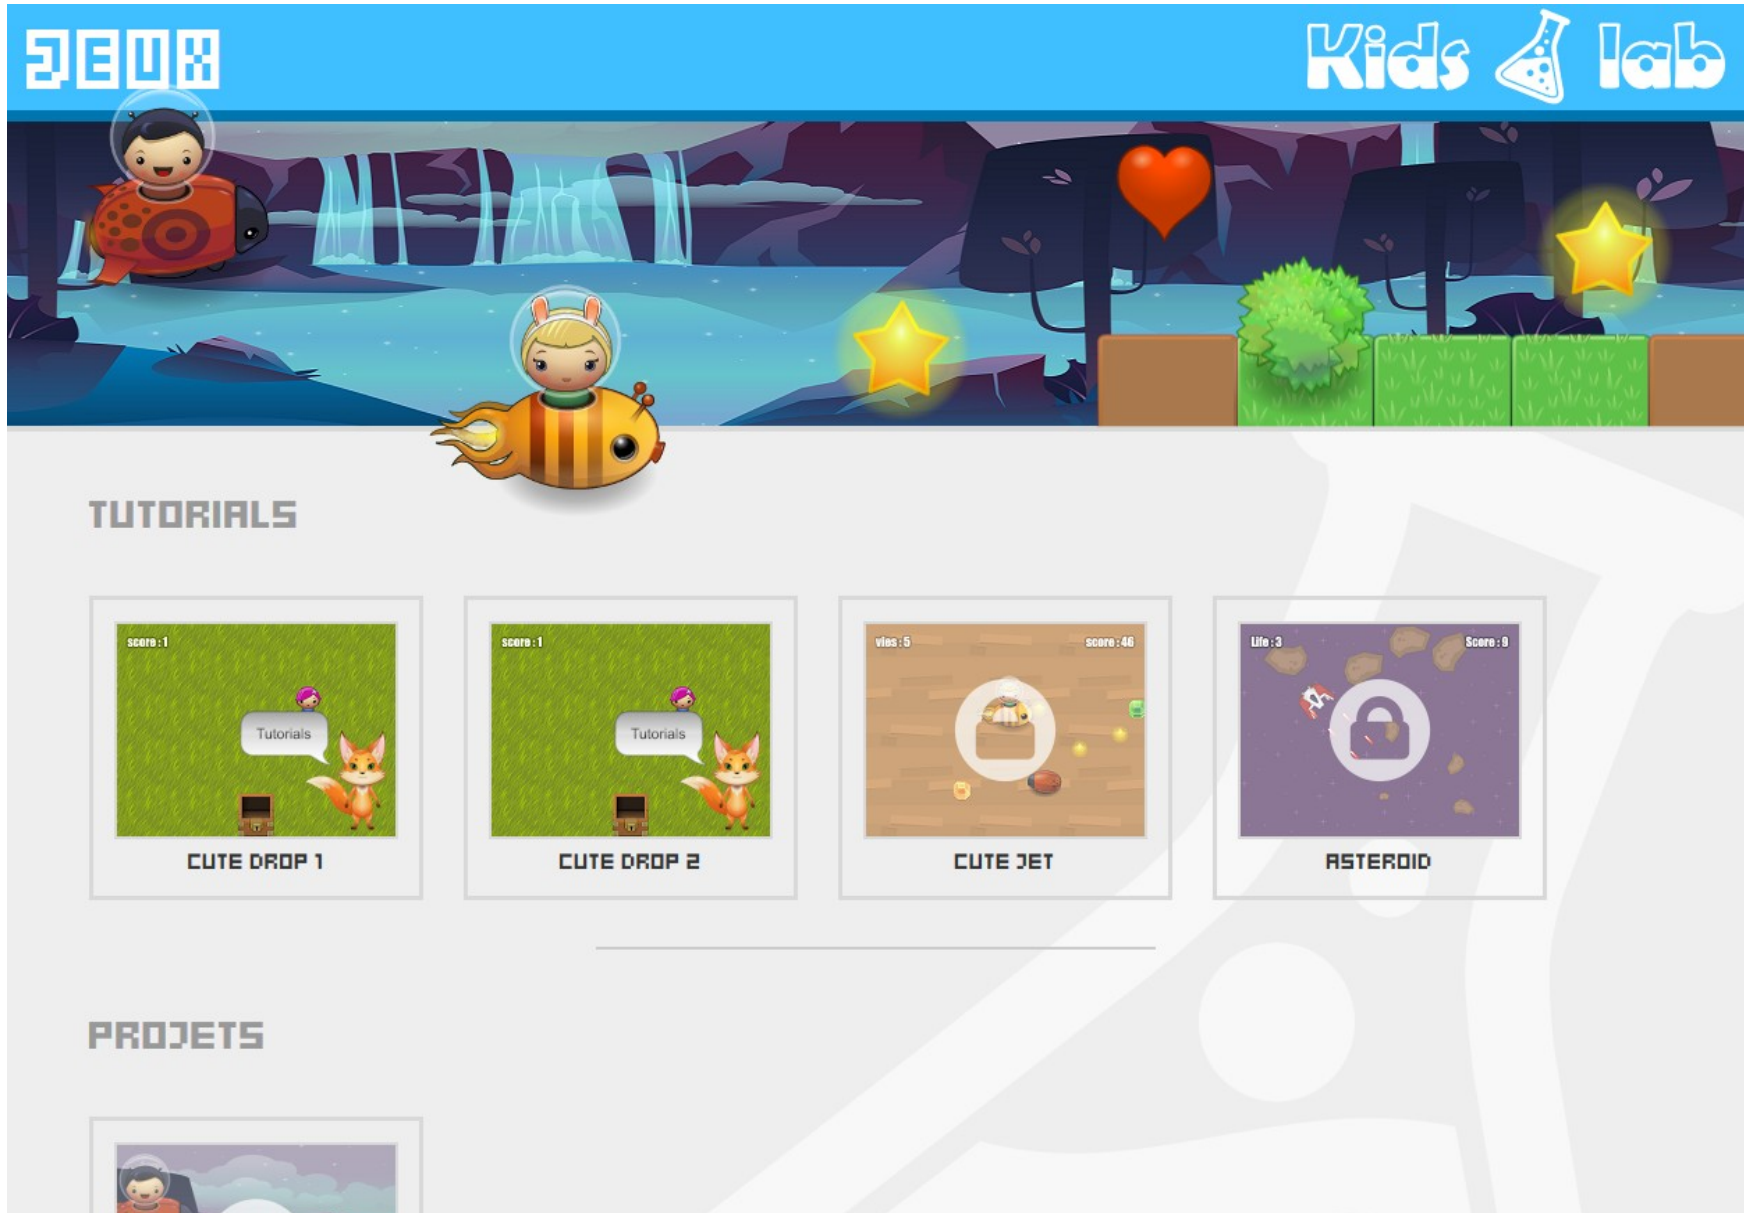 JEUX
Kids lab
TUTORIALS
score : 1
Tutorials
CUTE DROP 1
score : 1
Tutorials
CUTE DROP 2
vies : 5
score : 46
CUTE JET
Life : 3
Score : 9
ASTEROID
PROJETS